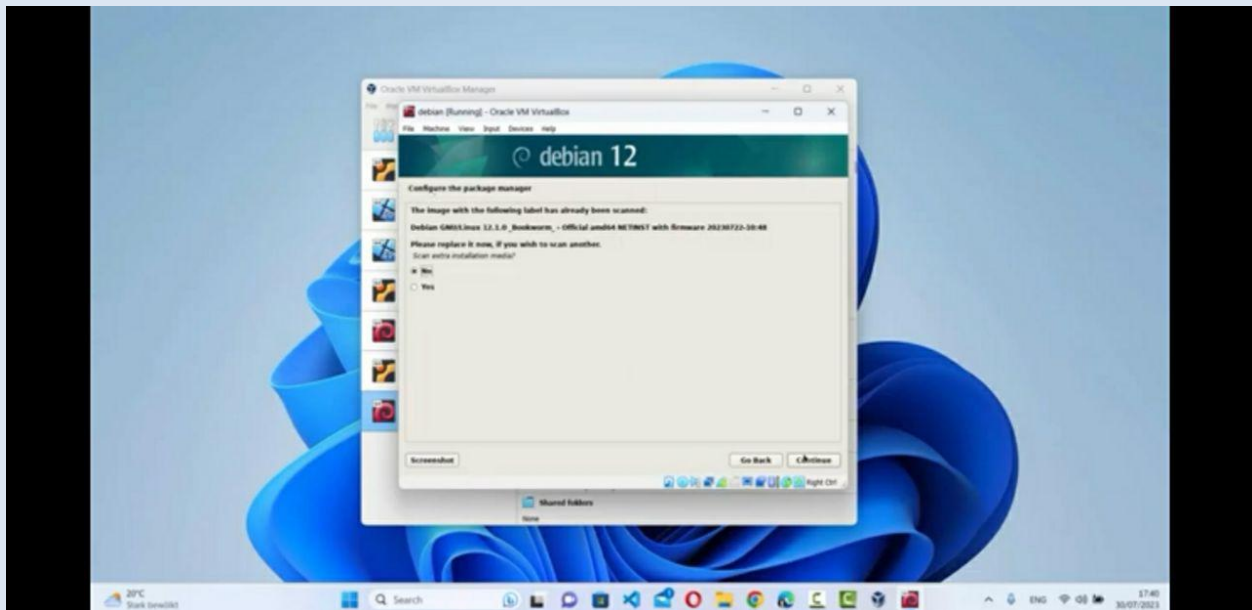 Oracle VM VirtualBox Manager
File
debian [Running] - Oracle VM VirtualBox
File Machine View Input Devices Help
debian 12
Configure the package manager
The image with the following label has already been scanned:
Debian GNU/Linux 12.1.0 _Bookworm_ - Official amd64 NETINST with firmware 20230722-10:48
Please replace it now, if you wish to scan another.
Scan extra installation media?
No
Yes
Screenshot
Go Back
Continue
Right Ctrl
Shared folders
None
20°C
Stark bewölkt
Search
ENG
17:40
30/07/2023